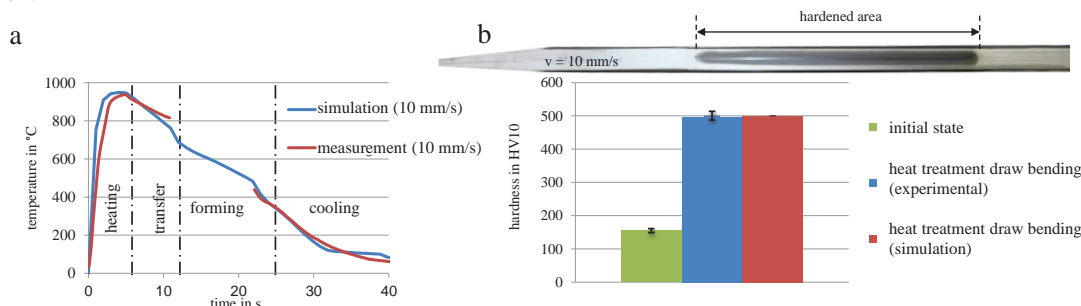 a
1000
800
600
400
200
0
temperature in °C
0
10
20
30
40
time in s
heating
transfer
forming
cooling
simulation (10 mm/s)
measurement (10 mm/s)
b
hardened area
v = 10 mm/s
600
500
400
300
200
100
0
hardness in HV10
initial state
heat treatment draw bending
(experimental)
heat treatment draw bending
(simulation)